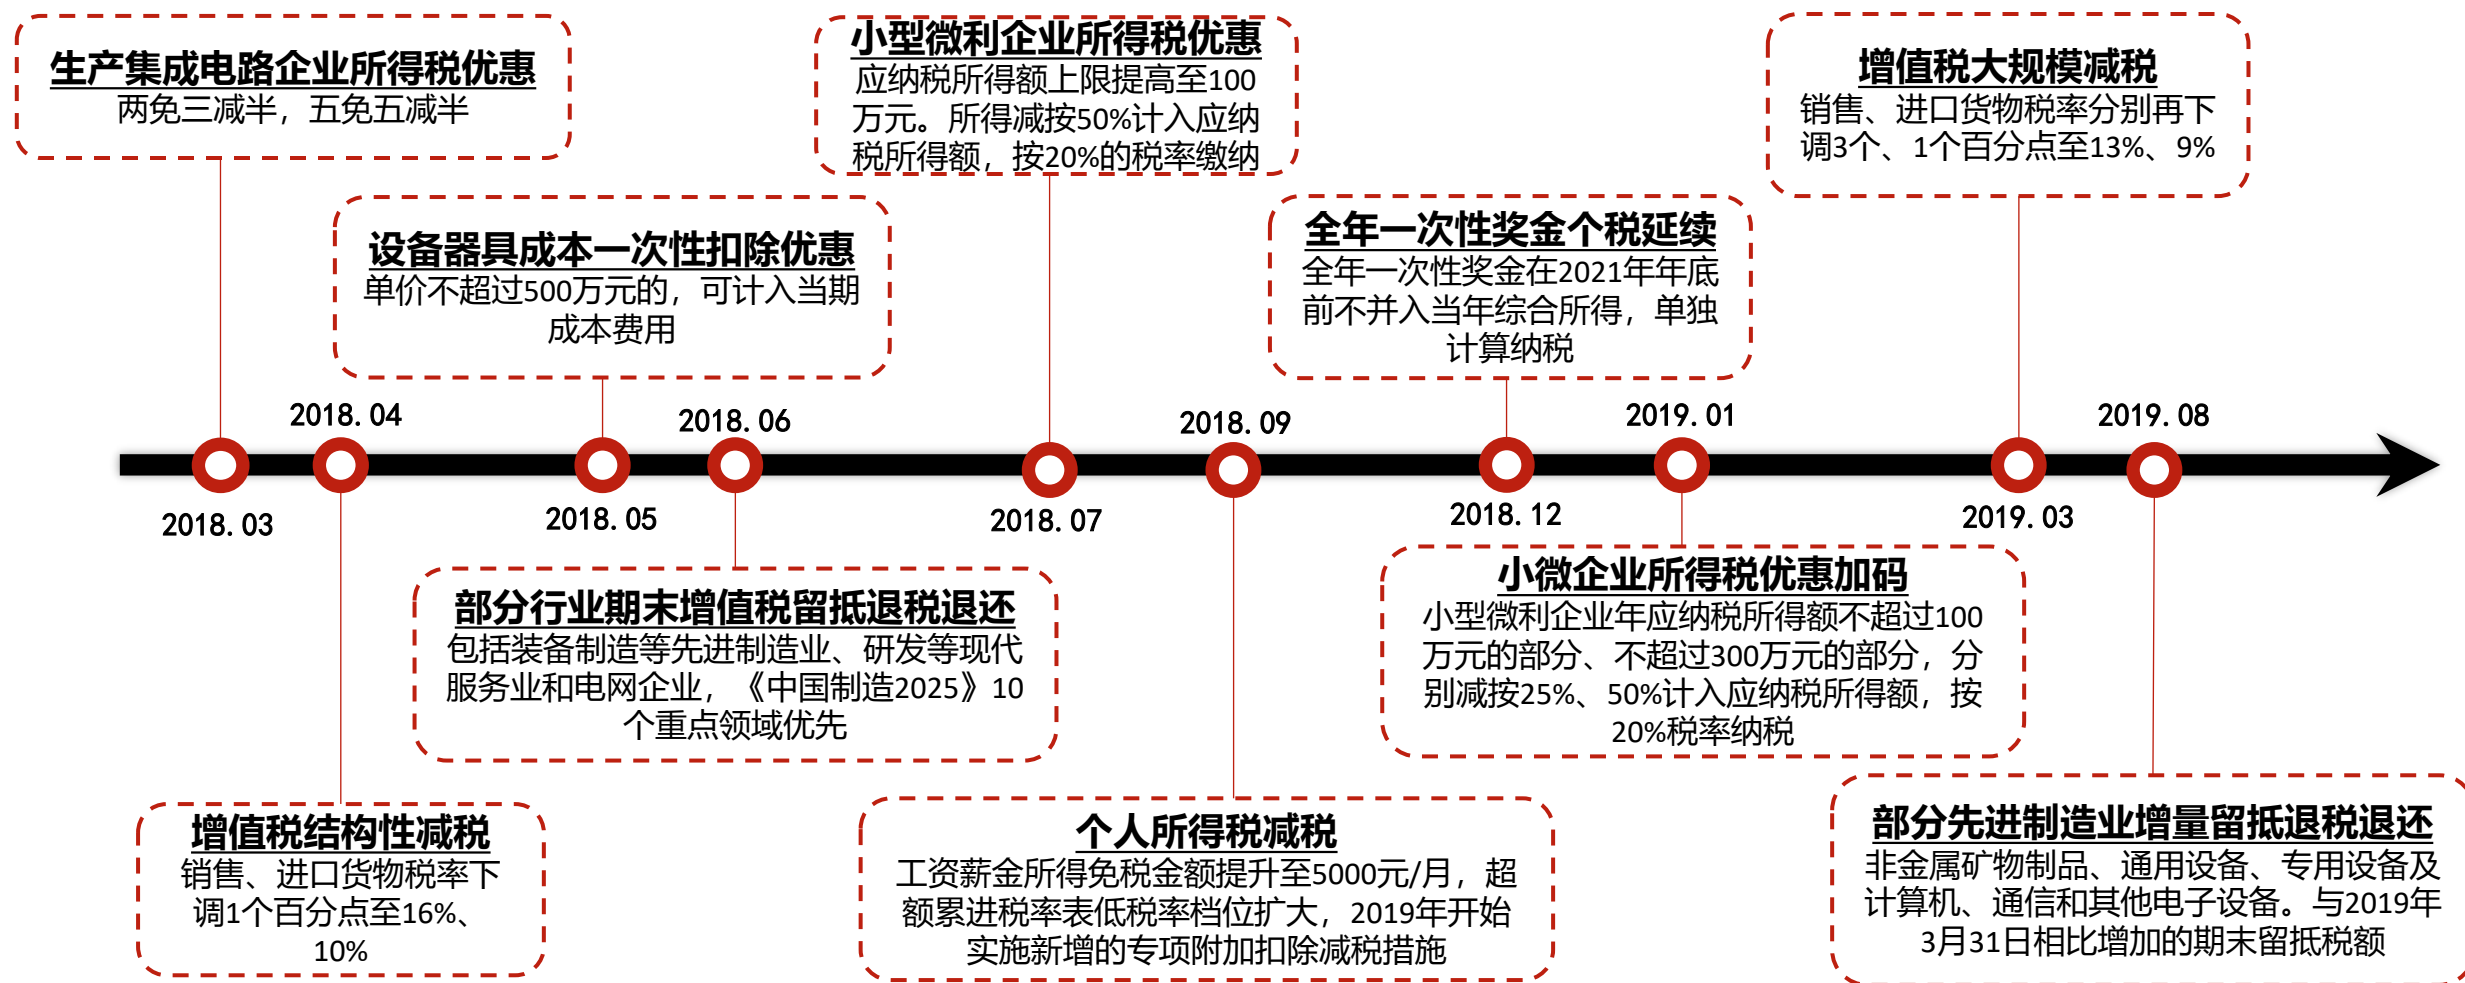 生产集成电路企业所得税优惠
两免三减半，五免五减半
小型微利企业所得税优惠
应纳税所得额上限提高至100
万元。所得减按50%计入应纳
税所得额，按20%的税率缴纳
增值税大规模减税
销售、进口货物税率分别再下
调3个、1个百分点至13%、9%
设备器具成本一次性扣除优惠
单价不超过500万元的，可计入当期
成本费用
全年一次性奖金个税延续
全年一次性奖金在2021年年底
前不并入当年综合所得，单独
计算纳税
2018.04
2018.06
2018.09
2019.01
2019.08
2018.03
2018.05
2018.07
2018.12
2019.03
部分行业期末增值税留抵退税退还
包括装备制造等先进制造业、研发等现代
服务业和电网企业，《中国制造2025》10
个重点领域优先
小微企业所得税优惠加码
小型微利企业年应纳税所得额不超过100
万元的部分、不超过300万元的部分，分
别减按25%、50%计入应纳税所得额，按
20%税率纳税
增值税结构性减税
销售、进口货物税率下
调1个百分点至16%、
10%
个人所得税减税
工资薪金所得免税金额提升至5000元/月，超
额累进税率表低税率档位扩大，2019年开始
实施新增的专项附加扣除减税措施
部分先进制造业增量留抵退税退还
非金属矿物制品、通用设备、专用设备及
计算机、通信和其他电子设备。与2019年
3月31日相比增加的期末留抵税额